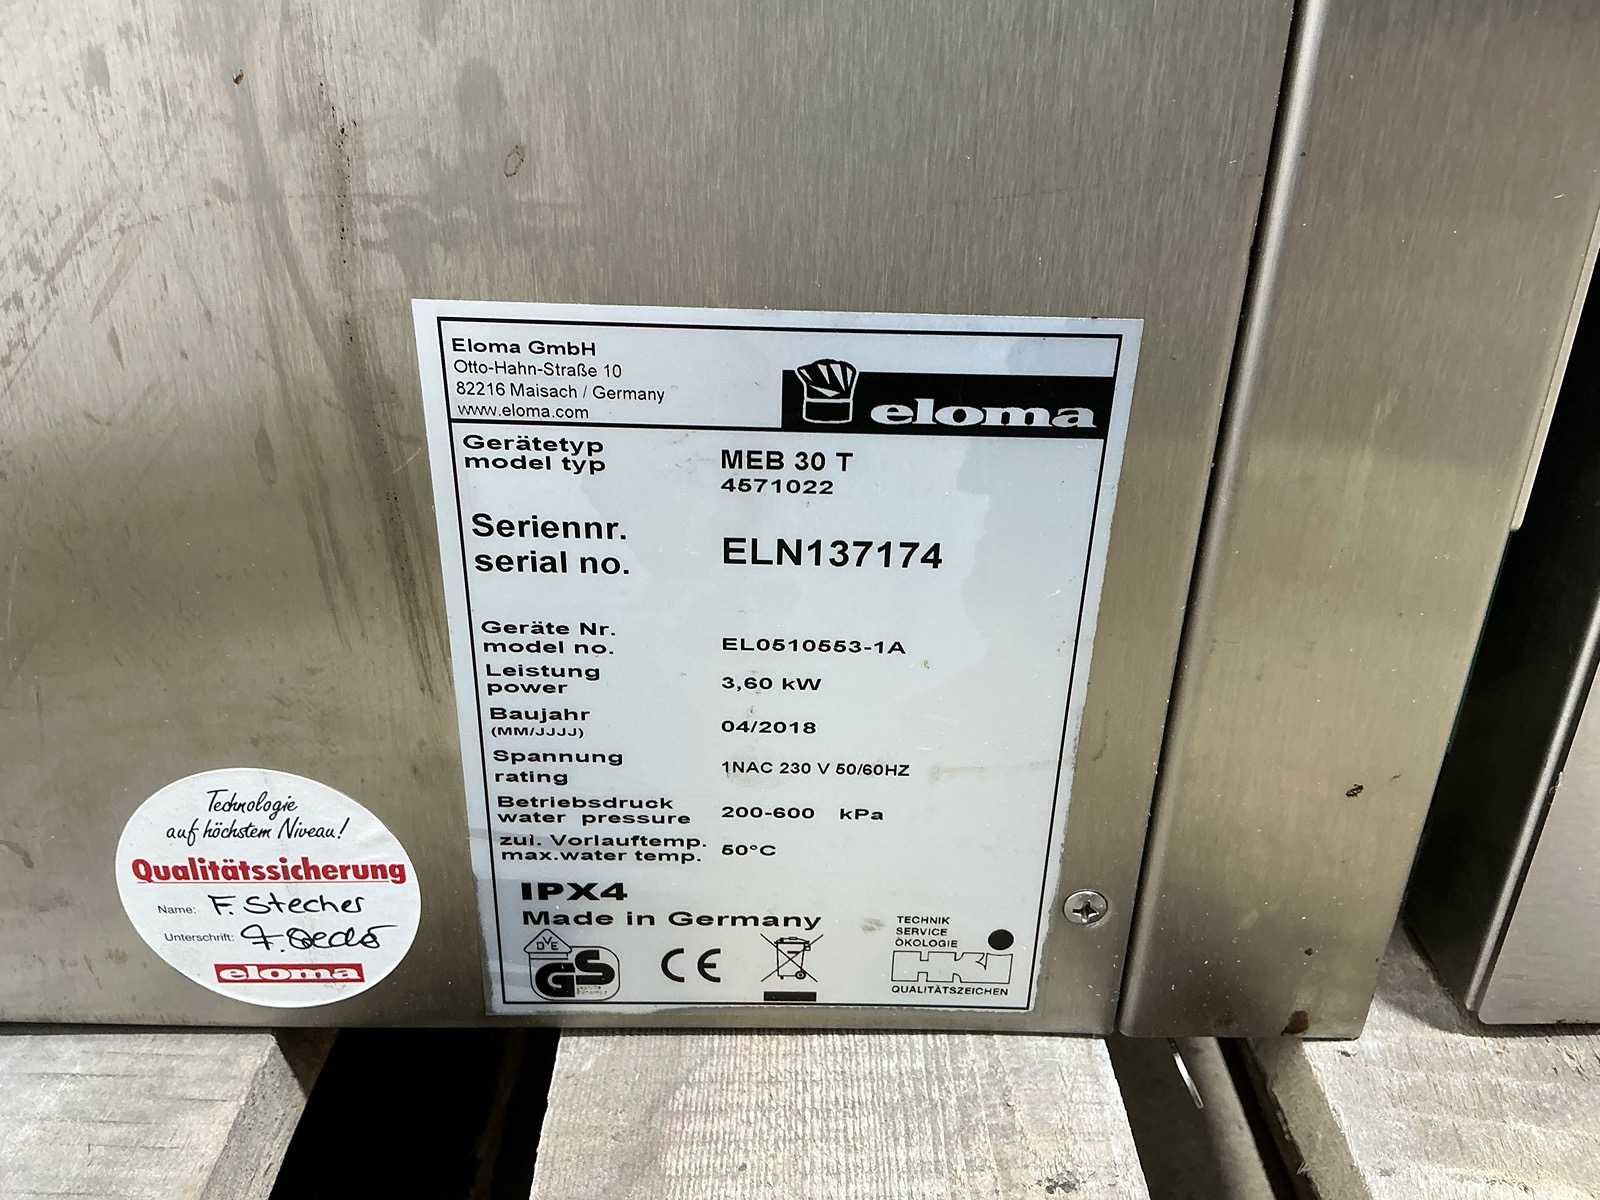 Eloma GmbH
Otto-Hahn-Straße 10
82216 Maisach / Germany
www.eloma.com
eloma
Gerätetyp
model typ
MEB 30 T
4571022
Seriennr.
serial no.
ELN137174
Geräte Nr.
model no.
EL0510553-1A
Leistung
power
3,60 kW
Baujahr
(MM/JJJJ)
04/2018
Spannung
rating
1NAC 230 V 50/60HZ
Betriebsdruck
water pressure
200-600 kPa
zul. Vorlauftemp.
max.water temp.
50°C
IPX4
Made in Germany
DVE
GS
CE
TECHNIK
SERVICE
ÖKOLOGIE
HKI
QUALITÄTSZEICHEN
Technologie
auf höchstem Niveau!
Qualitätssicherung
Name: F. Stecher
Unterschrift:
eloma